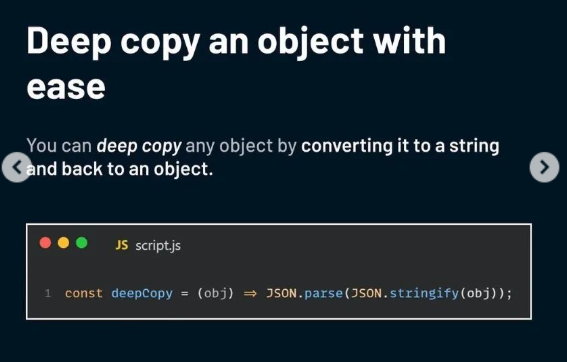 Deep copy an object with
ease
You can deep copy any object by converting it to a string
and back to an object.
JS script.js
1 const deepCopy = (obj) => JSON.parse(JSON.stringify(obj));